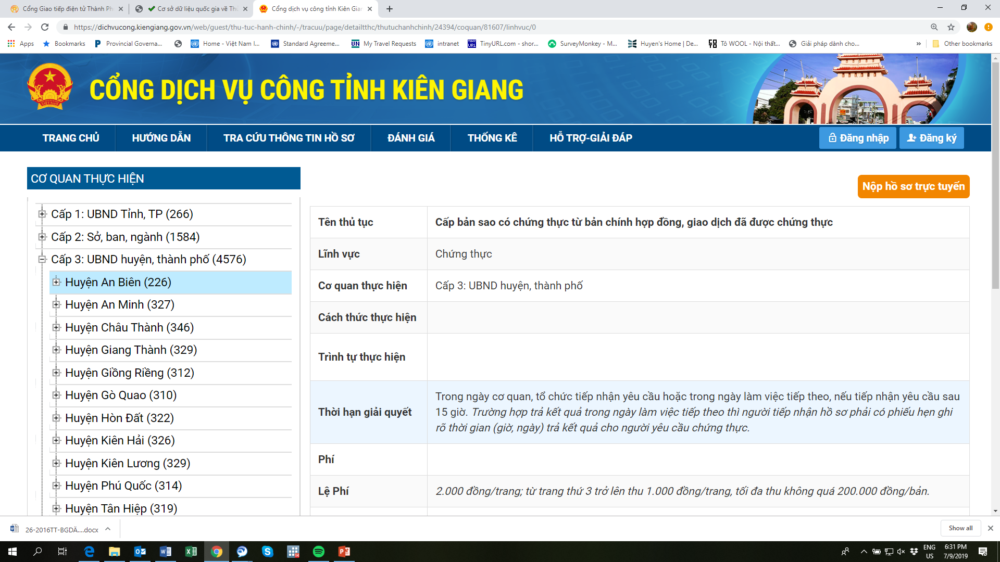 Cổng Giao tiếp điện tử Thành Ph
Cơ sở dữ liệu quốc gia về Thủ
Cổng dịch vụ công tỉnh Kiên Gian
https://dichvucong.kiengiang.gov.vn/web/guest/thu-tuc-hanh-chinh/-/tracuu/page/detailtthc/thutuchanhchinh/24394/coquan/81607/linhvuc/0
Apps
Bookmarks
Provincial Governa...
Home - Việt Nam I...
Standard Agreeme...
My Travel Requests
intranet
TinyURL.com - shor...
SurveyMonkey - M...
Huyen's Home | De...
Tô WOOL - Nội thất...
Giải pháp dành cho...
»
Other bookmarks
VIỆT NAM
CỔNG DỊCH VỤ CÔNG TỈNH KIÊN GIANG
TRANG CHỦ
HƯỚNG DẪN
TRA CỨU THÔNG TIN HỒ SƠ
ĐÁNH GIÁ
THỐNG KÊ
HỖ TRỢ-GIẢI ĐÁP
Đăng nhập
Đăng ký
CƠ QUAN THỰC HIỆN
Cấp 1: UBND Tỉnh, TP (266)
Cấp 2: Sở, ban, ngành (1584)
Cấp 3: UBND huyện, thành phố (4576)
Huyện An Biên (226)
Huyện An Minh (327)
Huyện Châu Thành (346)
Huyện Giang Thành (329)
Huyện Giồng Riềng (312)
Huyện Gò Quao (310)
Huyện Hòn Đất (322)
Huyện Kiên Hải (326)
Huyện Kiên Lương (329)
Huyện Phú Quốc (314)
Huyện Tân Hiệp (319)
Nộp hồ sơ trực tuyến
Tên thủ tục
Cấp bản sao có chứng thực từ bản chính hợp đồng, giao dịch đã được chứng thực
Lĩnh vực
Chứng thực
Cơ quan thực hiện
Cấp 3: UBND huyện, thành phố
Cách thức thực hiện
Trình tự thực hiện
Thời hạn giải quyết
Trong ngày cơ quan, tổ chức tiếp nhận yêu cầu hoặc trong ngày làm việc tiếp theo, nếu tiếp nhận yêu cầu sau
15 giờ. Trường hợp trả kết quả trong ngày làm việc tiếp theo thì người tiếp nhận hồ sơ phải có phiếu hẹn ghi
rõ thời gian (giờ, ngày) trả kết quả cho người yêu cầu chứng thực.
Phí
Lệ Phí
2.000 đồng/trang; từ trang thứ 3 trở lên thu 1.000 đồng/trang, tối đa thu không quá 200.000 đồng/bản.
26-2016TT-BGDĂ....docx
Show all
ENG
US
6:31 PM
7/9/2019